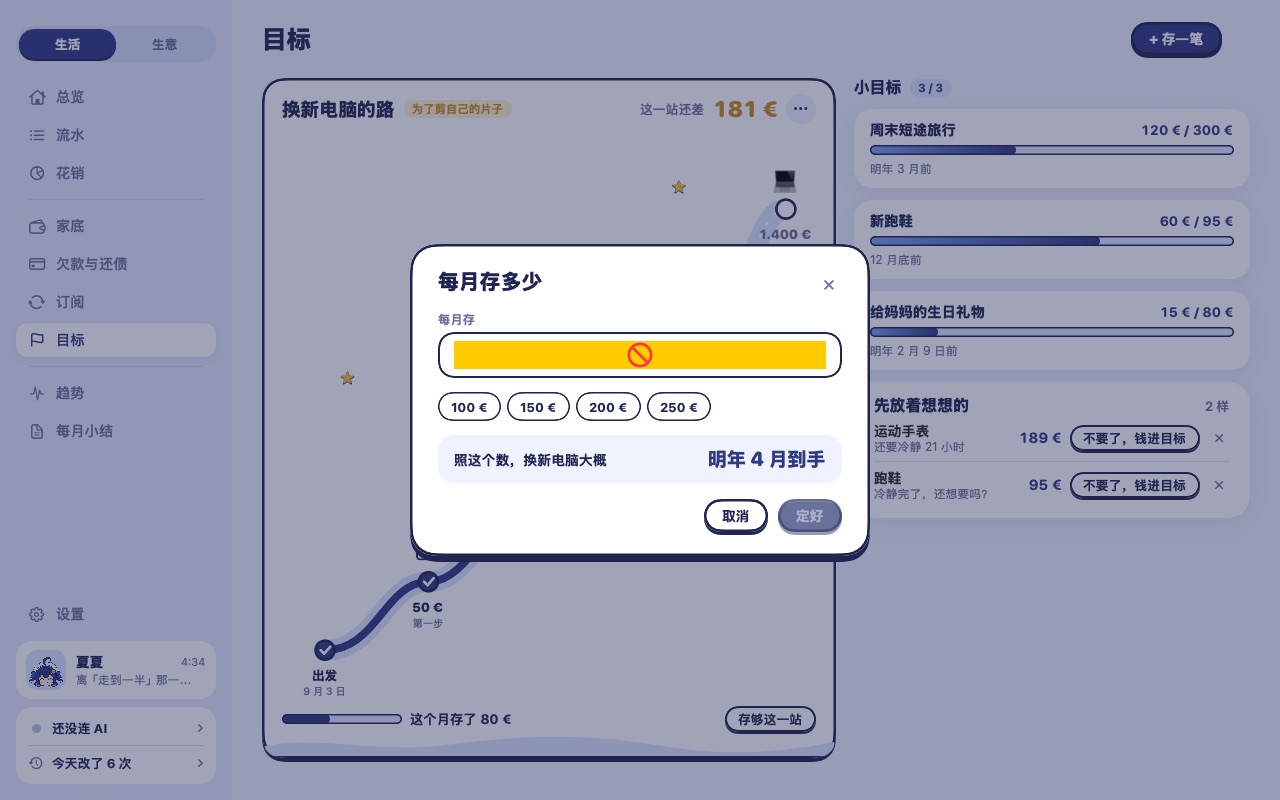 生活
生意
总览
流水
花销
家底
欠款与还债
订阅
目标
趋势
每月小结
设置
夏夏
4:34
离「走到一半」那一…
还没连 AI
今天改了 6 次
目标
+ 存一笔
换新电脑的路
为了剪自己的片子
这一站还差
181 €
1.400 €
50 €
第一步
出发
9 月 3 日
这个月存了 80 €
存够这一站
小目标
3 / 3
周末短途旅行
120 € / 300 €
明年 3 月前
新跑鞋
60 € / 95 €
12 月底前
给妈妈的生日礼物
15 € / 80 €
明年 2 月 9 日前
先放着想想的
2 样
运动手表
还要冷静 21 小时
189 €
不要了，钱进目标
跑鞋
冷静完了，还想要吗?
95 €
不要了，钱进目标
每月存多少
每月存
100 €
150 €
200 €
250 €
照这个数，换新电脑大概
明年 4 月到手
取消
定好